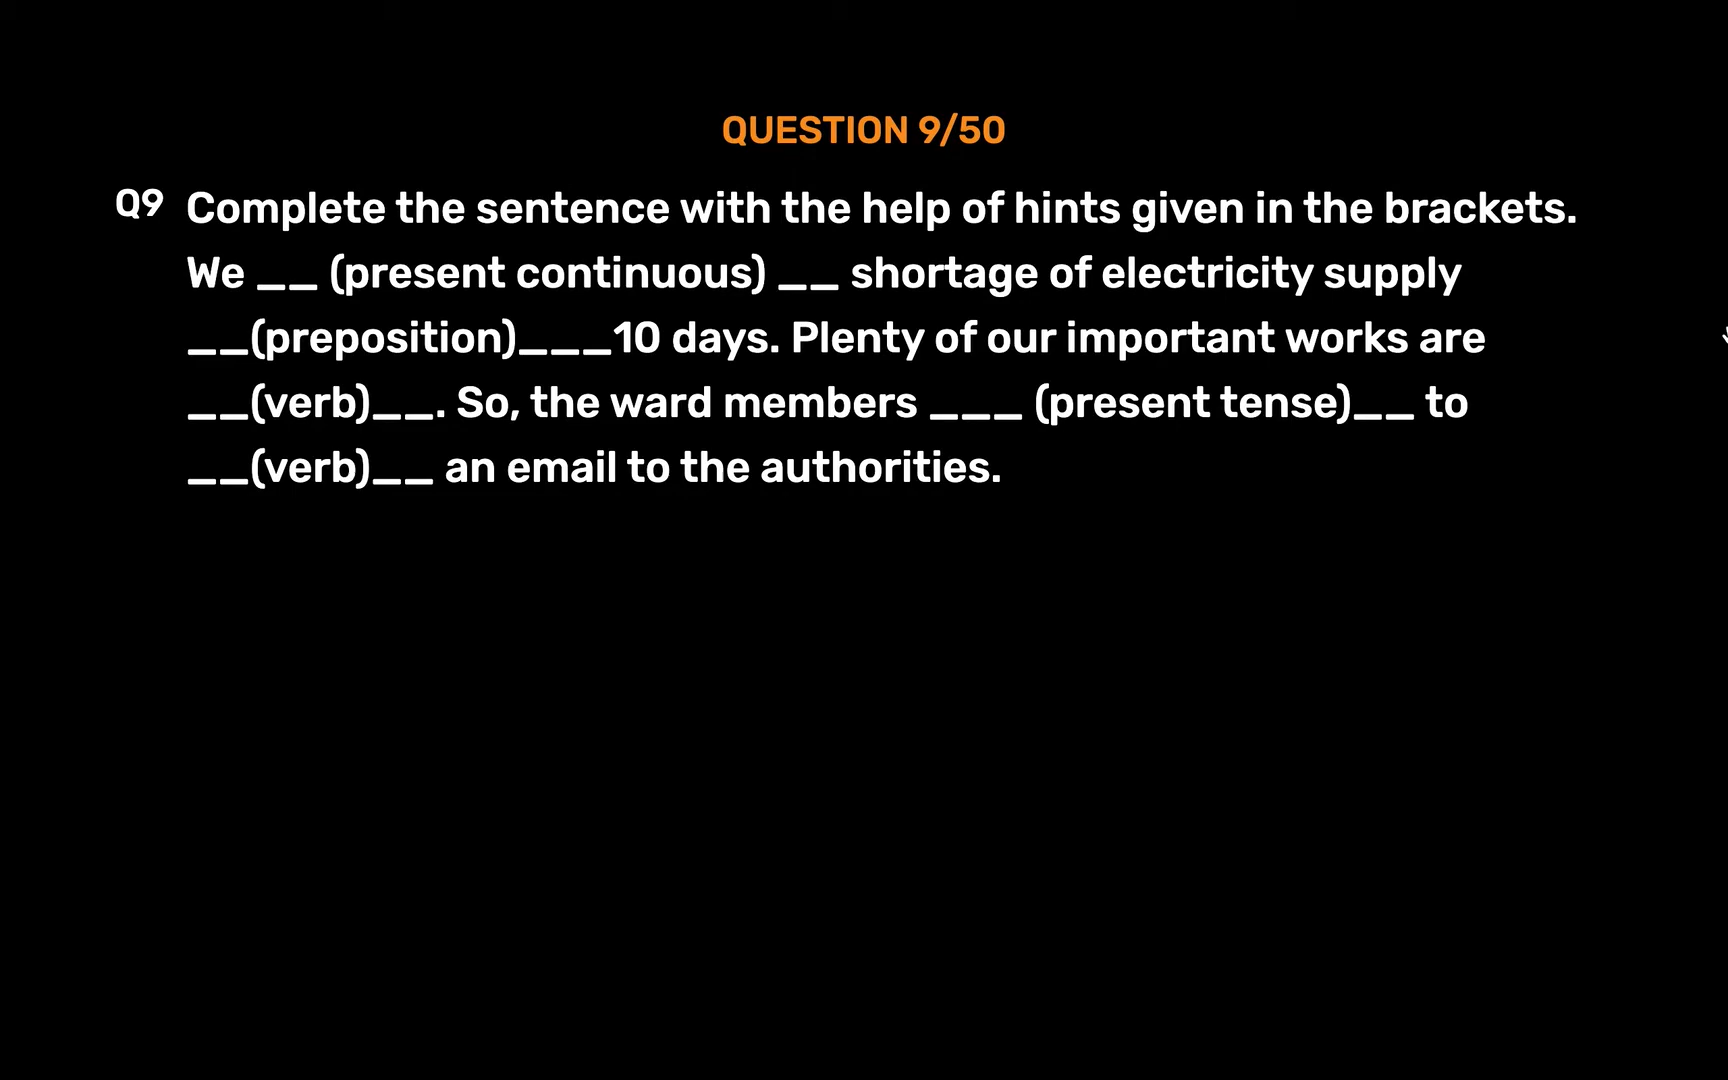 QUESTION 9/50
Q9 Complete the sentence with the help of hints given in the brackets.
We __ (present continuous) __ shortage of electricity supply
__(preposition)___10 days. Plenty of our important works are
__(verb)__. So, the ward members ___ (present tense)__ to
__(verb)__ an email to the authorities.